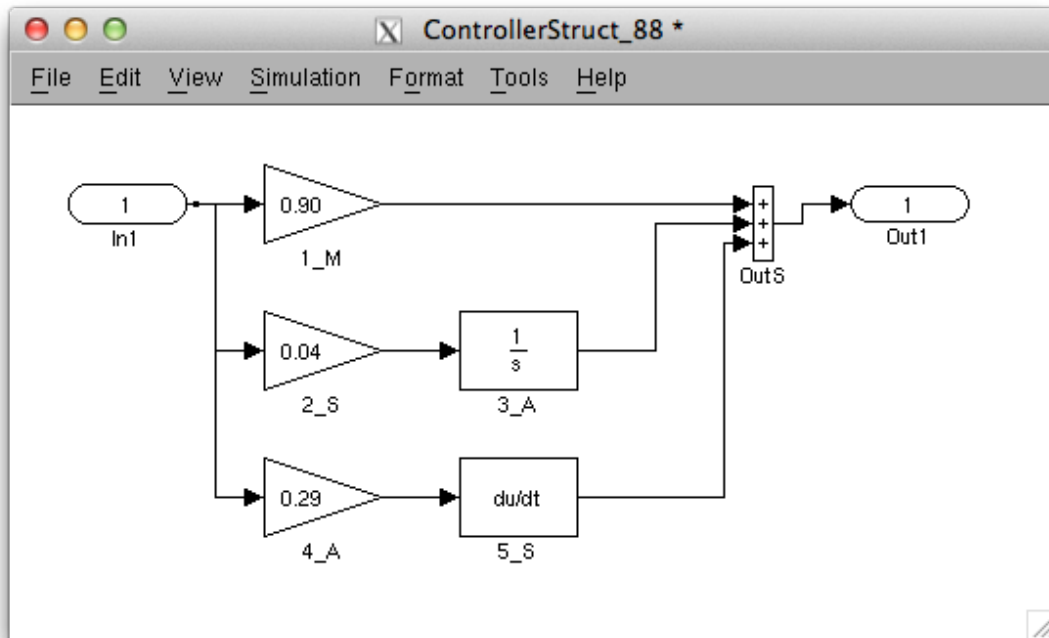 X ControllerStruct_88 *
File Edit View Simulation Format Tools Help
1
In1
0.90
1_M
+
+
+
OutS
1
Out1
0.04
2_S
1
s
3_A
0.29
4_A
du/dt
5_S